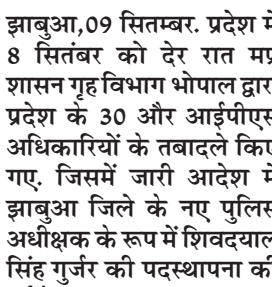 झाबुआ,09 सितम्बर. प्रदेश में
8 सितंबर को देर रात मप्र
शासन गृह विभाग भोपाल द्वारा
प्रदेश के 30 और आईपीएस
अधिकारियों के तबादले किए
गए. जिसमें जारी आदेश में
झाबुआ जिले के नए पुलिस
अधीक्षक के रूप में शिवदयाल
सिंह गुर्जर की पदस्थापना की